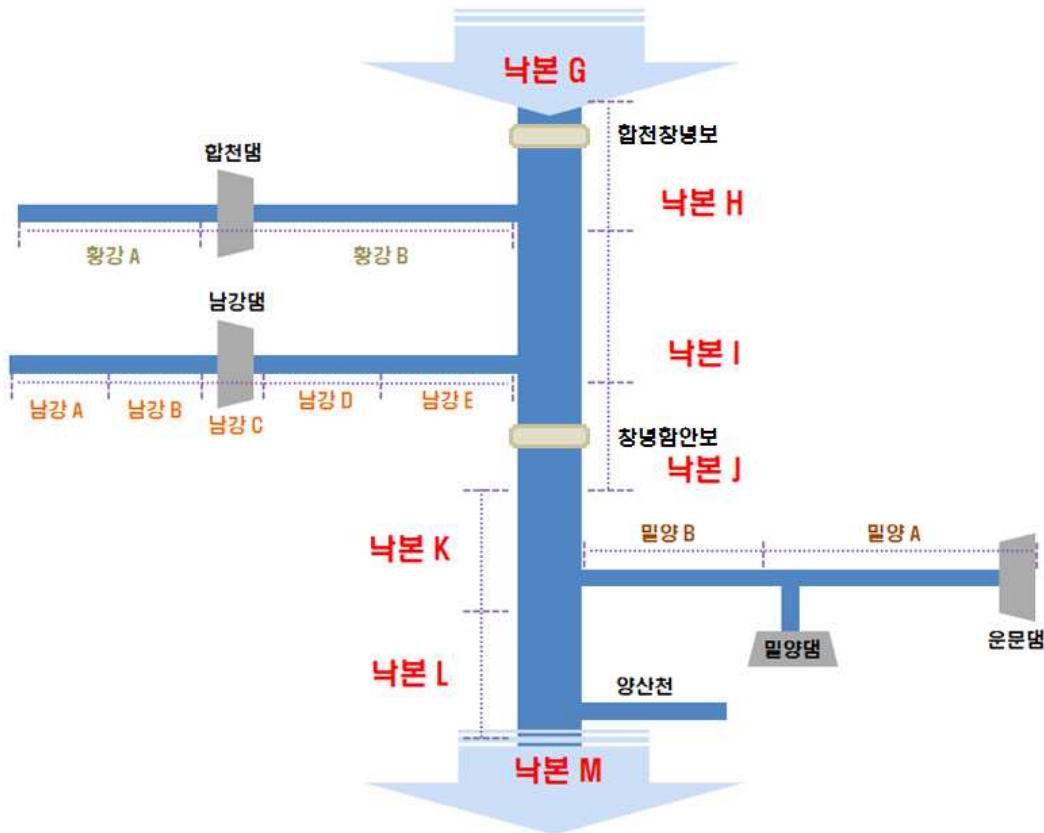 낙본 G
합천창녕보
합천댐
낙본 H
황강 A
황강 B
남강댐
낙본 I
남강 A
남강 B
남강 C
남강 D
남강 E
창녕함안보
낙본 J
낙본 K
밀양 B
밀양 A
밀양댐
운문댐
낙본 L
양산천
낙본 M